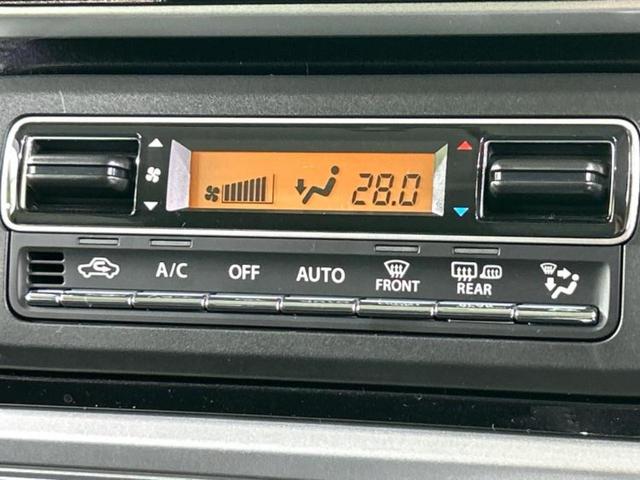 28.0
A/C OFF AUTO FRONT REAR